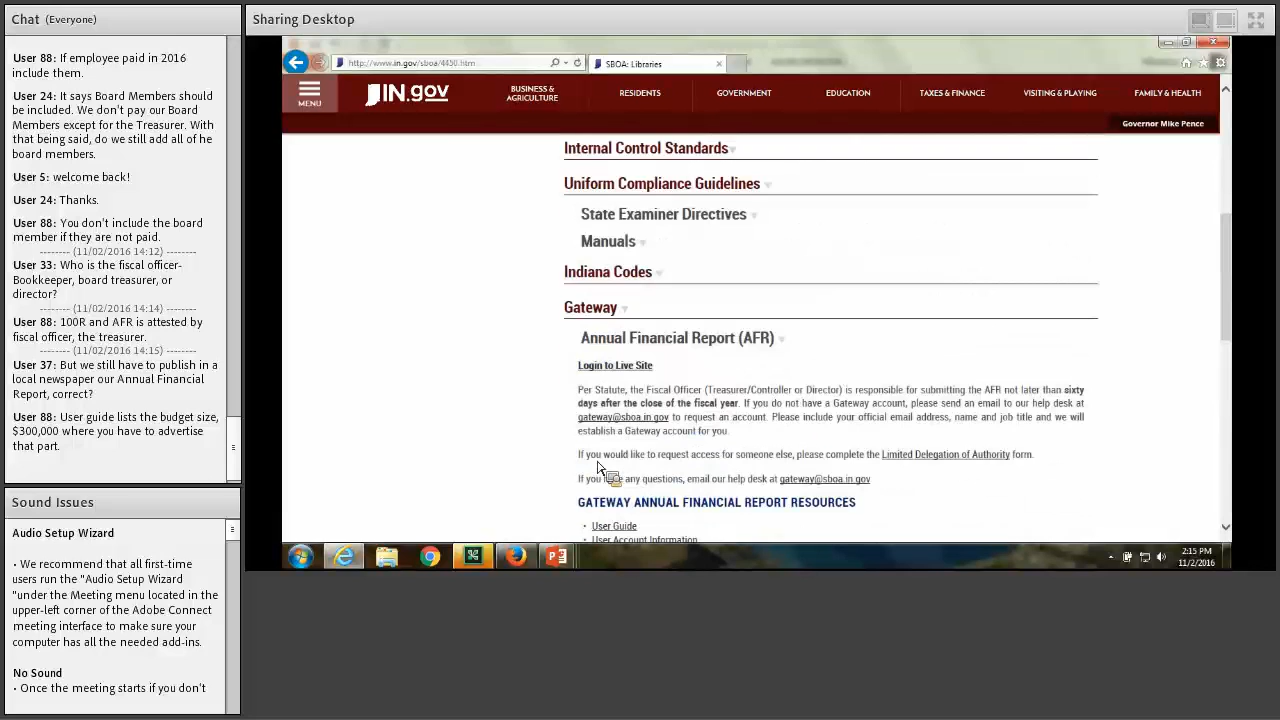 Chat (Everyone)
User 88: If employee paid in 2016
include them.
User 24: It says Board Members should
be included. We don't pay our Board
Members except for the Treasurer. With
that being said, do we still add all of he
board members.
User 5: welcome back!
User 24: Thanks.
User 88: You don't include the board
member if they are not paid.
-------- (11/02/2016 14:12) --------
User 33: Who is the fiscal officer-
Bookkeeper, board treasurer, or
director?
-------- (11/02/2016 14:14) --------
User 88: 100R and AFR is attested by
fiscal officer, the treasurer.
-------- (11/02/2016 14:15) --------
User 37: But we still have to publish in a
local newspaper our Annual Financial
Report, correct?
User 88: User guide lists the budget size,
$300,000 where you have to advertise
that part.
Sound Issues
Audio Setup Wizard
• We recommend that all first-time
users run the "Audio Setup Wizard
"under the Meeting menu located in the
upper-left corner of the Adobe Connect
meeting interface to make sure your
computer has all the needed add-ins.
No Sound
• Once the meeting starts if you don't
Sharing Desktop
http://www.in.gov/sboa/4450.htm
SBOA: Libraries
MENU
IN.gov
BUSINESS &
AGRICULTURE
RESIDENTS
GOVERNMENT
EDUCATION
TAXES & FINANCE
VISITING & PLAYING
FAMILY & HEALTH
Governor Mike Pence
Internal Control Standards
Uniform Compliance Guidelines
State Examiner Directives
Manuals
Indiana Codes
Gateway
Annual Financial Report (AFR)
Login to Live Site
Per Statute, the Fiscal Officer (Treasurer/Controller or Director) is responsible for submitting the AFR not later than sixty
days after the close of the fiscal year. If you do not have a Gateway account, please send an email to our help desk at
gateway@sboa.in.gov to request an account. Please include your official email address, name and job title and we will
establish a Gateway account for you.
If you would like to request access for someone else, please complete the Limited Delegation of Authority form.
If you any questions, email our help desk at gateway@sboa.in.gov
GATEWAY ANNUAL FINANCIAL REPORT RESOURCES
• User Guide
• User Account Information
2:15 PM
11/2/2016